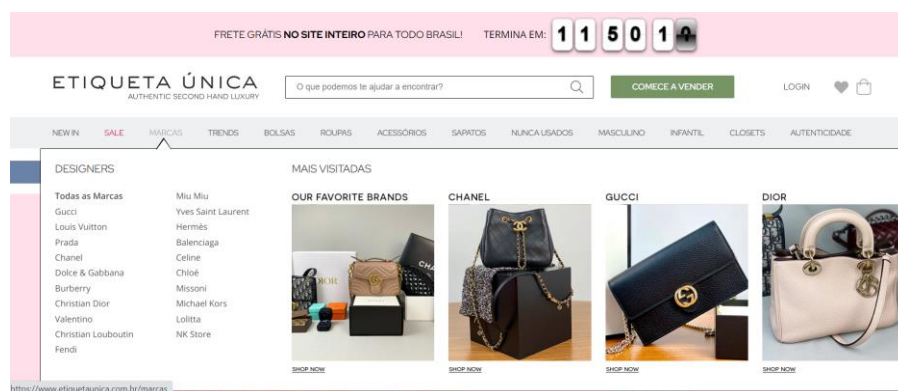 FRETE GRÁTIS NO SITE INTEIRO PARA TODO BRASIL! TERMINA EM: 1 1 5 0 1
ETIQUETA ÚNICA
AUTHENTIC SECOND HAND LUXURY
O que podemos te ajudar a encontrar?
COMECE A VENDER
LOGIN
NEW IN SALE MARCAS TRENDS BOLSAS ROUPAS ACESSÓRIOS SAPATOS NUNCA USADOS MASCULINO INFANTIL CLOSETS AUTENTICIDADE
DESIGNERS
Todas as Marcas
Gucci
Louis Vuitton
Prada
Chanel
Dolce & Gabbana
Burberry
Christian Dior
Valentino
Christian Louboutin
Fendi
Miu Miu
Yves Saint Laurent
Hermès
Balenciaga
Celine
Chloé
Missoni
Michael Kors
Lolitta
NK Store
MAIS VISITADAS
OUR FAVORITE BRANDS
DIOR
CHA
SHOP NOW
CHANEL
SHOP NOW
GUCCI
SHOP NOW
DIOR
SHOP NOW
https://www.etiquetaunica.com.br/marcas